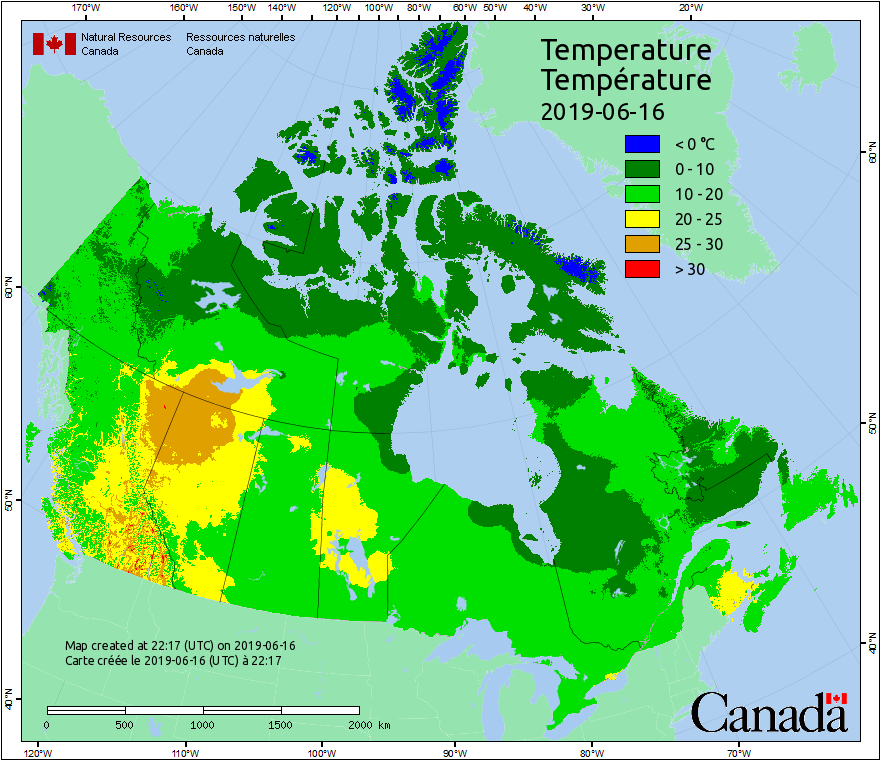 170°W 160°W 150°W 140°W 120°W 100°W 80°W 60°W 50°W 40°W 30°W 20°W
Natural Resources Ressources naturelles
Canada Canada
Temperature
Température
2019-06-16
< 0 °C
0 - 10
10 - 20
20 - 25
25 - 30
> 30
60°N
60°N
50°N
50°N
40°N
40°N
Map created at 22:17 (UTC) on 2019-06-16
Carte créée le 2019-06-16 (UTC) à 22:17
0 500 1000 1500 2000 km
Canada
120°W 110°W 100°W 90°W 80°W 70°W